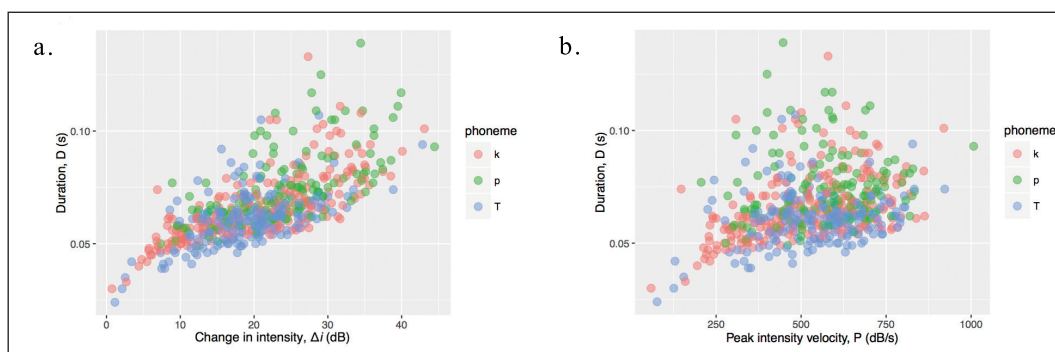 a.
Duration, D (s)
0.10
0.05
0
10
20
30
40
Change in intensity, Δi (dB)
phoneme
k
p
T
b.
Duration, D (s)
0.10
0.05
250
500
750
1000
Peak intensity velocity, P (dB/s)
phoneme
k
p
T